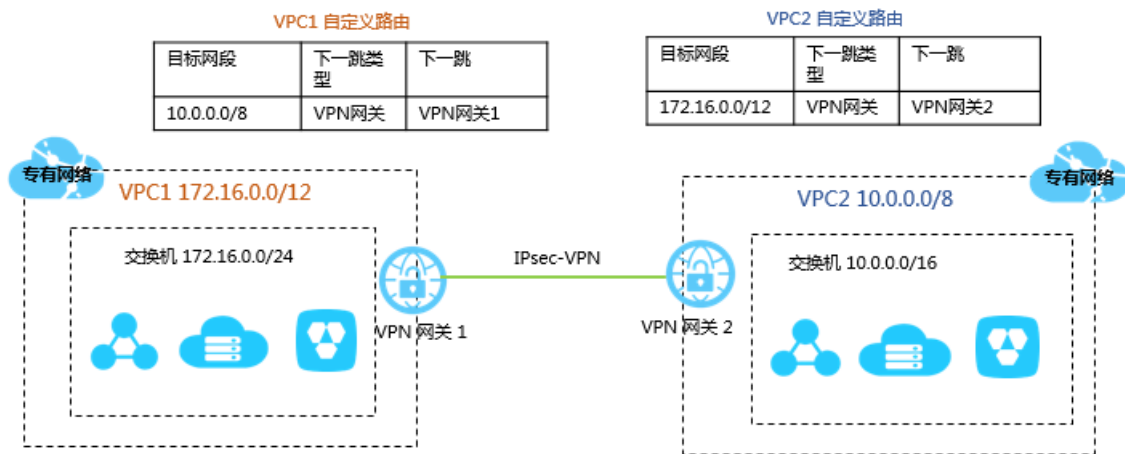 VPC1 自定义路由
目标网段 下一跳类型 下一跳
10.0.0.0/8 VPN网关 VPN网关1
VPC2 自定义路由
目标网段 下一跳类型 下一跳
172.16.0.0/12 VPN网关 VPN网关2
专有网络
VPC1 172.16.0.0/12
交换机 172.16.0.0/24
VPN 网关 1
IPsec-VPN
专有网络
VPC2 10.0.0.0/8
交换机 10.0.0.0/16
VPN 网关 2